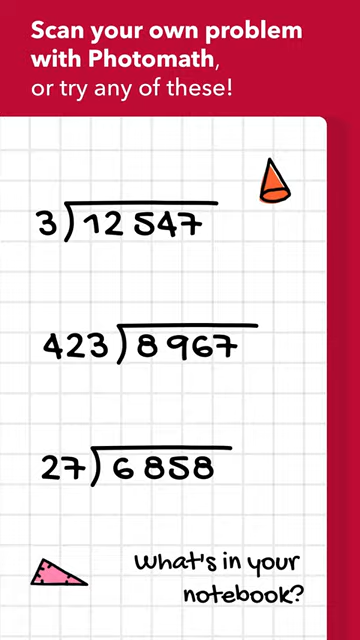 Scan your own problem
with Photomath,
or try any of these!
3)12 547
423)8 967
27)6 858
What's in your
notebook?